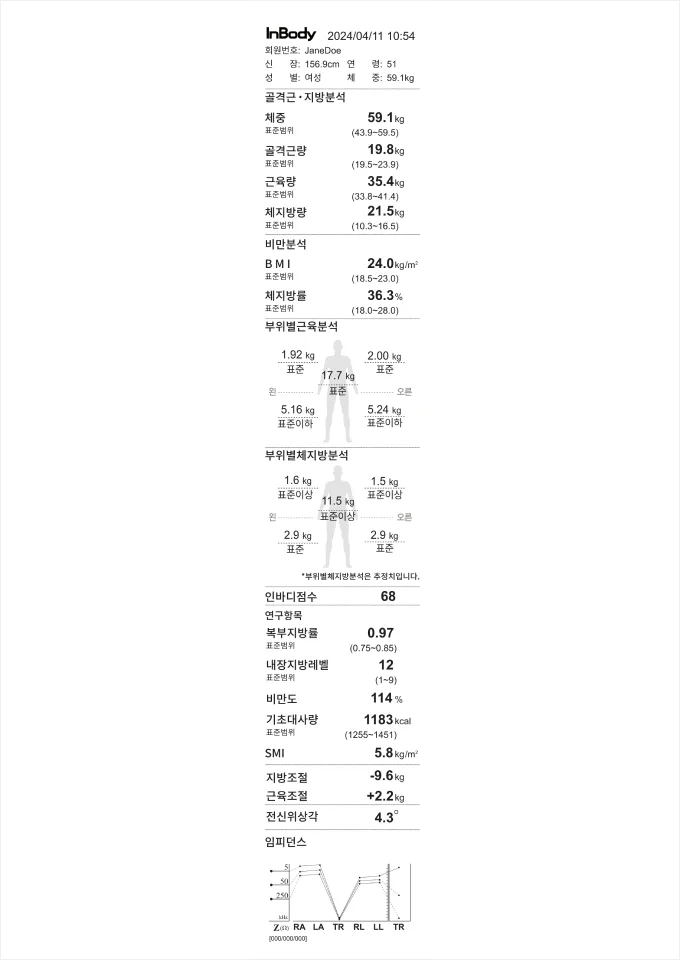 InBody 2024/04/11 10:54
회원번호: JaneDoe
신 장: 156.9cm 연 령: 51
성 별: 여성 체 중: 59.1kg
골격근·지방분석
체중 59.1kg
표준범위 (43.9~59.5)
골격근량 19.8kg
표준범위 (19.5~23.9)
근육량 35.4kg
표준범위 (33.8~41.4)
체지방량 21.5kg
표준범위 (10.3~16.5)
비만분석
B M I 24.0kg/m²
표준범위 (18.5~23.0)
체지방률 36.3%
표준범위 (18.0~28.0)
부위별근육분석
1.92 kg 2.00 kg
표준 표준
17.7 kg
표준
왼 오른
5.16 kg 5.24 kg
표준이하 표준이하
부위별체지방분석
1.6 kg 1.5 kg
표준이상 표준이상
11.5 kg
표준이상
왼 오른
2.9 kg 2.9 kg
표준 표준
*부위별체지방분석은 추정치입니다.
인바디점수 68
연구항목
복부지방률 0.97
표준범위 (0.75~0.85)
내장지방레벨 12
표준범위 (1~9)
비만도 114 %
기초대사량 1183kcal
표준범위 (1255~1451)
SMI 5.8kg/m²
지방조절 -9.6kg
근육조절 +2.2kg
전신위상각 4.3°
임피던스
5
50
250
kHz
Z(Ω) RA LA TR RL LL TR
[000/000/000]